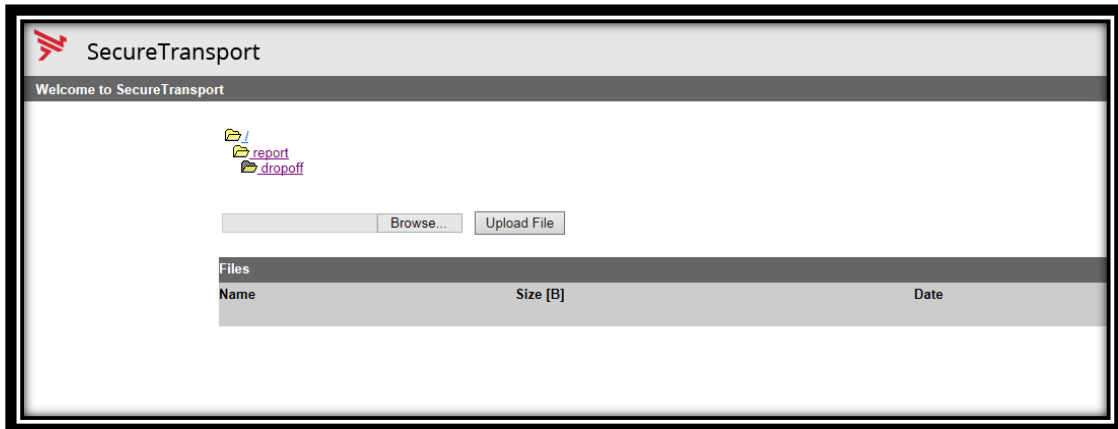 SecureTransport
Welcome to SecureTransport
/
report
dropoff
Browse... Upload File
Files
Name Size [B] Date